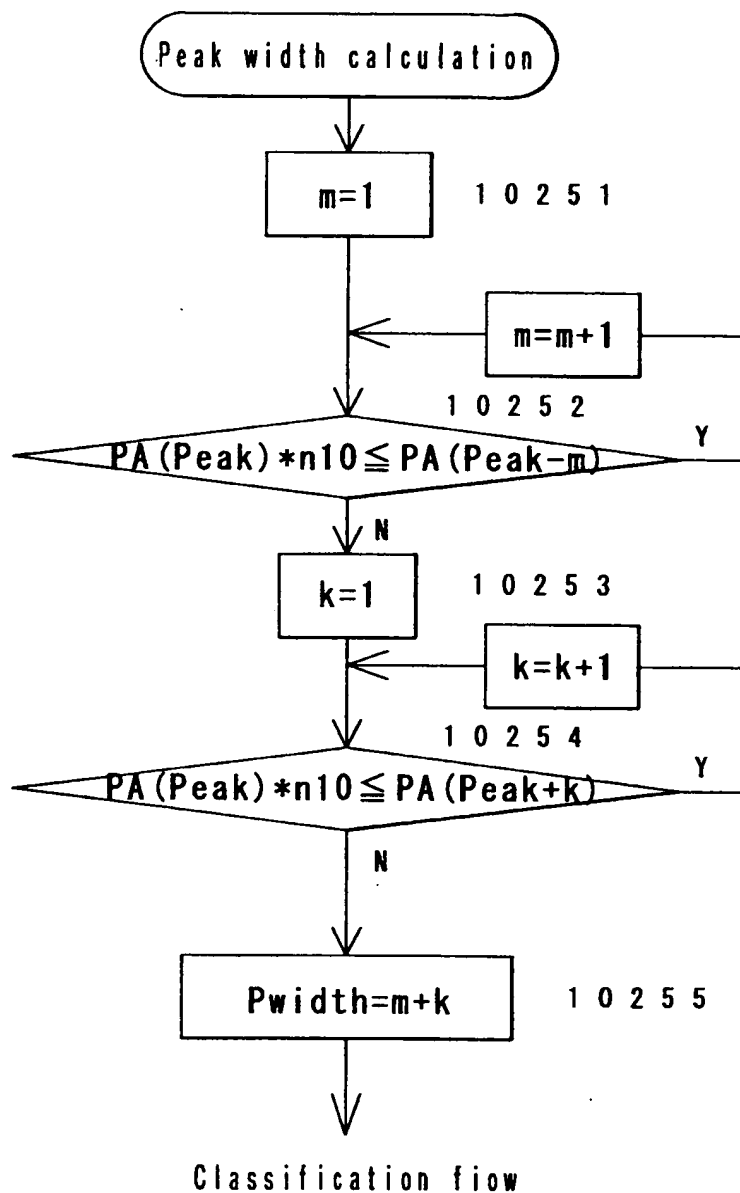 Peak width calculation
m=1
10251
m=m+1
10252
PA(Peak)*n10≦PA(Peak-m)
Y
N
k=1
10253
k=k+1
10254
PA(Peak)*n10≦PA(Peak+k)
Y
N
Pwidth=m+k
10255
Classification fiow